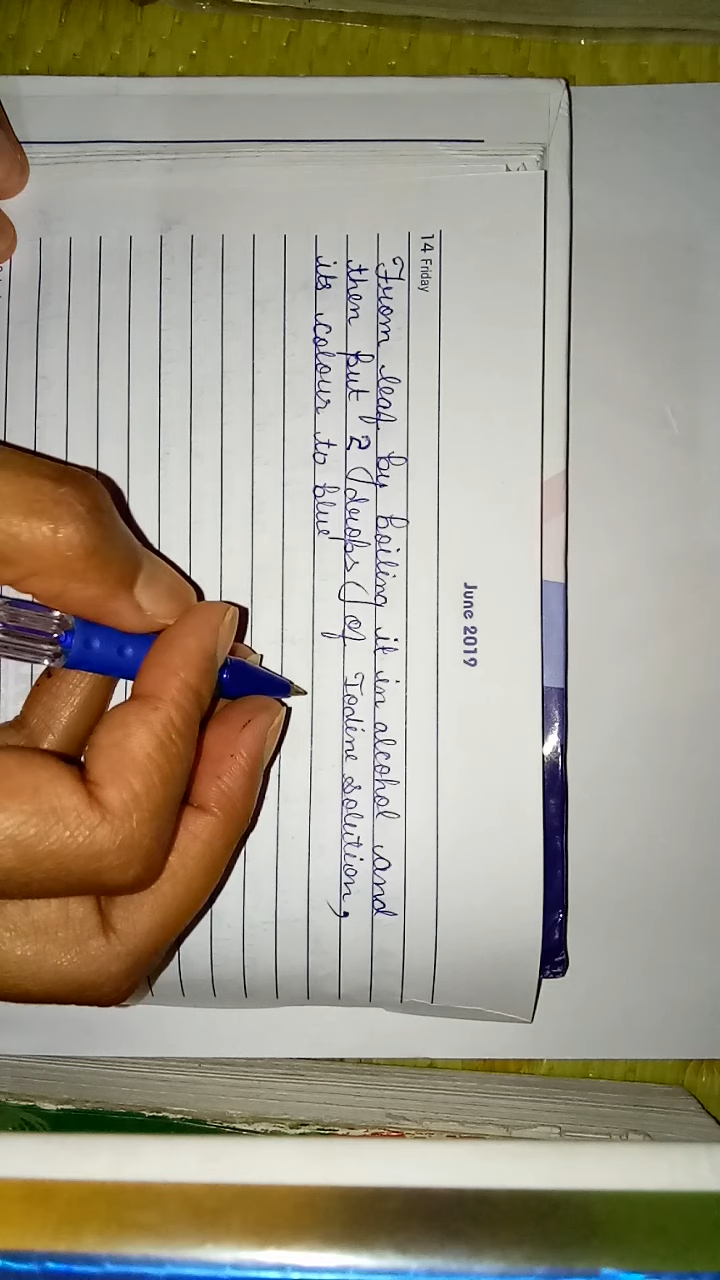 June 2019
14 Friday
From leaf by boiling it in alcohol and
then put 2 drops of Iodine solution,
its colour to blue